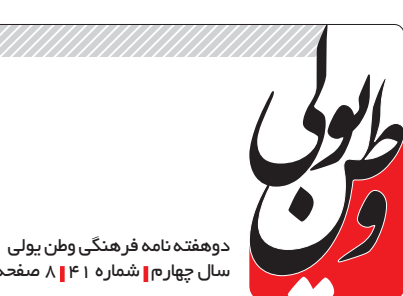 وطن یولی
دوهفته نامه فرهنگی وطن یولی
سال چهارم | شماره ۴۱ | ۸ صفحه